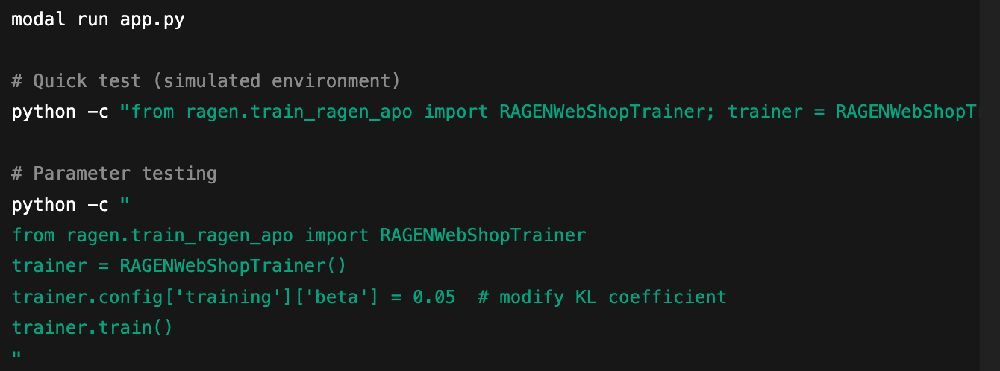 modal run app.py
# Quick test (simulated environment)
python -c "from ragen.train_ragen_apo import RAGENWebShopTrainer; trainer = RAGENWebShopT
# Parameter testing
python -c "
from ragen.train_ragen_apo import RAGENWebShopTrainer
trainer = RAGENWebShopTrainer()
trainer.config['training']['beta'] = 0.05  # modify KL coefficient
trainer.train()
"